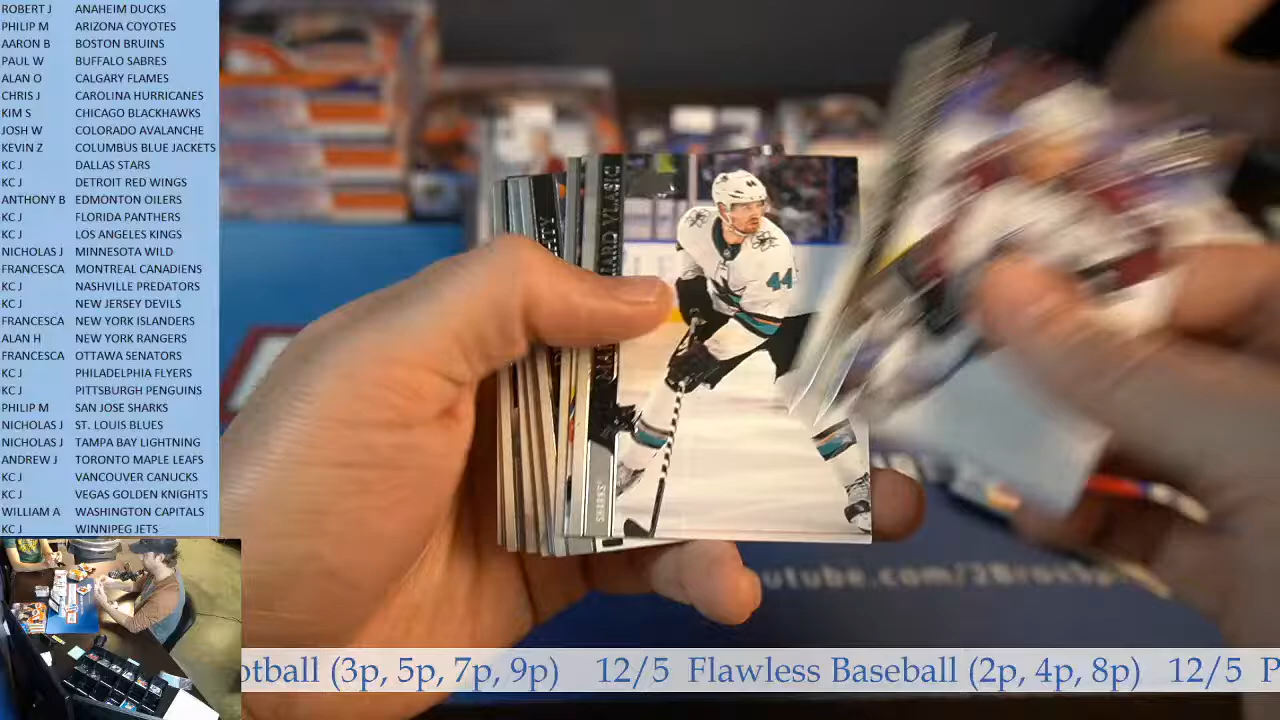 ROBERT J ANAHEIM DUCKS
PHILIP M ARIZONA COYOTES
AARON B BOSTON BRUINS
PAUL W BUFFALO SABRES
ALAN O CALGARY FLAMES
CHRIS J CAROLINA HURRICANES
KIM S CHICAGO BLACKHAWKS
JOSH W COLORADO AVALANCHE
KEVIN Z COLUMBUS BLUE JACKETS
KC J DALLAS STARS
KC J DETROIT RED WINGS
ANTHONY B EDMONTON OILERS
KC J FLORIDA PANTHERS
KC J LOS ANGELES KINGS
NICHOLAS J MINNESOTA WILD
FRANCESCA MONTREAL CANADIENS
KC J NASHVILLE PREDATORS
KC J NEW JERSEY DEVILS
FRANCESCA NEW YORK ISLANDERS
ALAN H NEW YORK RANGERS
FRANCESCA OTTAWA SENATORS
KC J PHILADELPHIA FLYERS
KC J PITTSBURGH PENGUINS
PHILIP M SAN JOSE SHARKS
NICHOLAS J ST. LOUIS BLUES
NICHOLAS J TAMPA BAY LIGHTNING
ANDREW J TORONTO MAPLE LEAFS
KC J VANCOUVER CANUCKS
KC J VEGAS GOLDEN KNIGHTS
WILLIAM A WASHINGTON CAPITALS
KC J WINNIPEG JETS
VLASIC
SHARKS
44
otball (3p, 5p, 7p, 9p) 12/5 Flawless Baseball (2p, 4p, 8p) 12/5 P